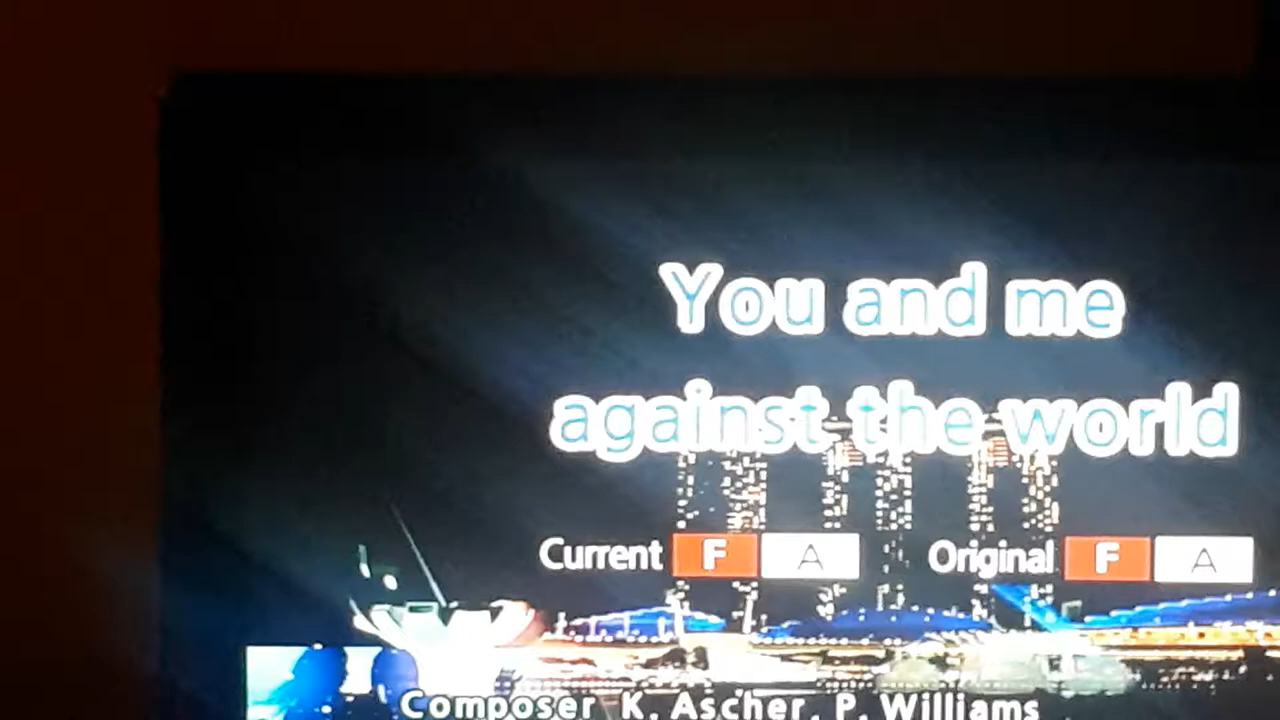 You and me
against the world
Current F A Original F A
Composer K. Ascher, P. Williams